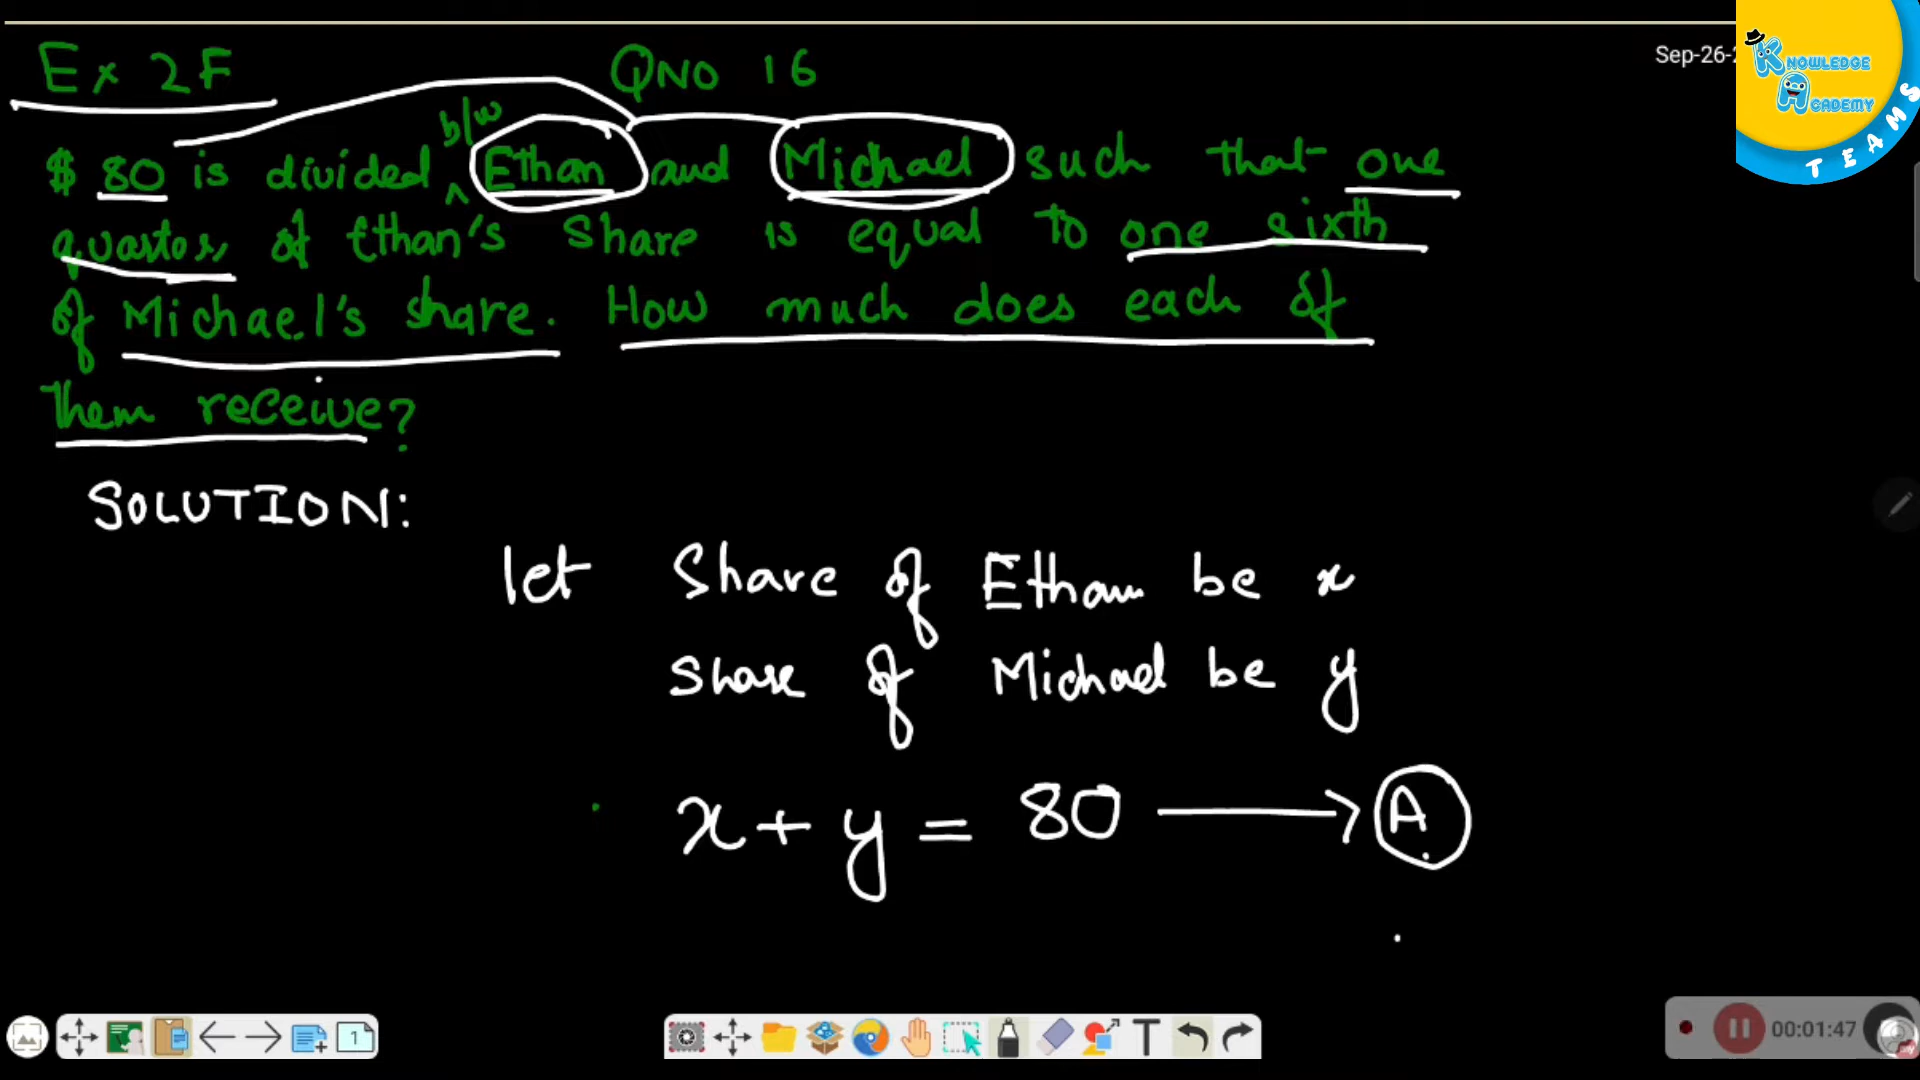 Ex 2F QNO 16
Sep-26-2
KNOWLEDGE
ACADEMY
TEAMS
b/w
$ 80 is divided ^ Ethan and Michael such that one
quarter of Ethan's Share is equal to one sixth
of Michael's share. How much does each of
them receive?
SOLUTION:
let Share of Ethan be x
Share of Michael be y
x + y = 80 → A
1
T
00:01:47